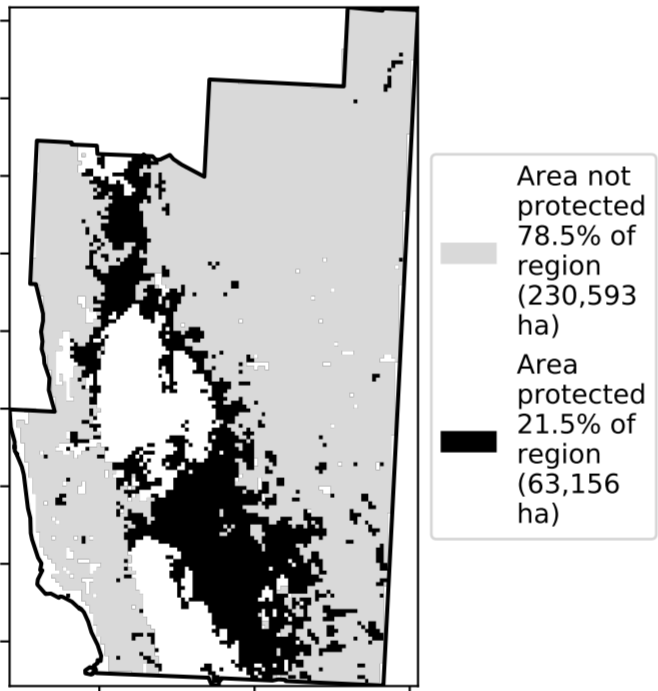 Area not
protected
78.5% of
region
(230,593
ha)
Area
protected
21.5% of
region
(63,156
ha)